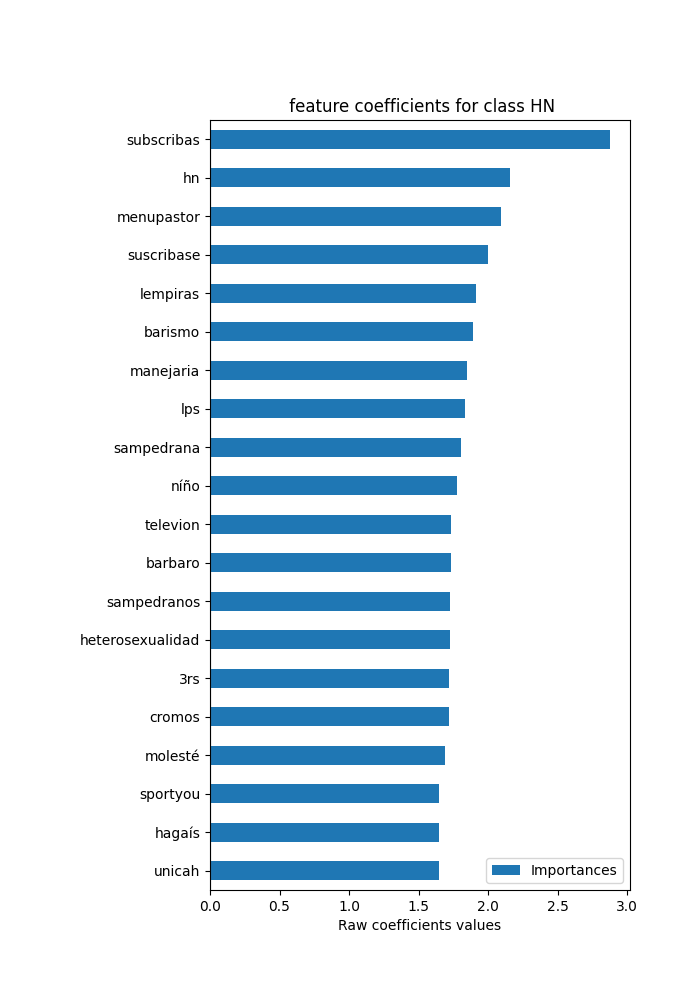 feature coefficients for class HN
subscribas
hn
menupastor
suscribase
lempiras
barismo
manejaria
lps
sampedrana
níño
televion
barbaro
sampedranos
heterosexualidad
3rs
cromos
molesté
sportyou
hagaís
unicah
Importances
0.0 0.5 1.0 1.5 2.0 2.5 3.0
Raw coefficients values